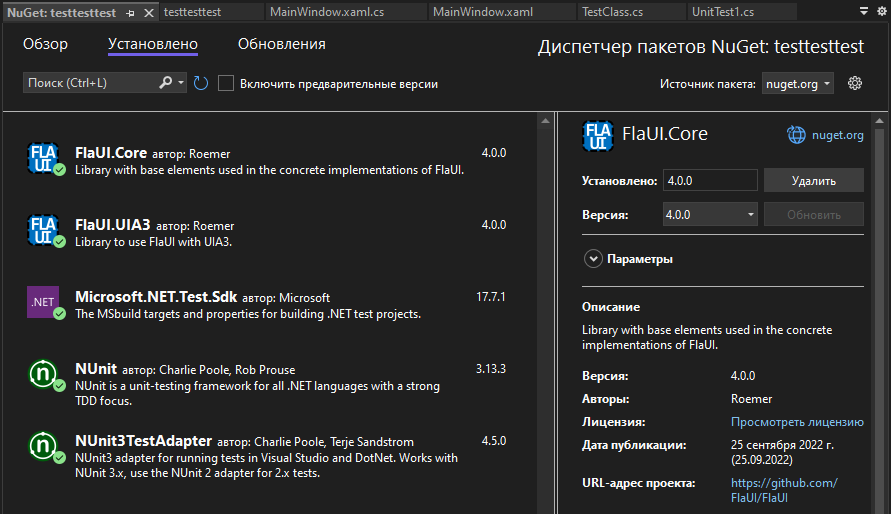 NuGet: testtesttest
testtesttest
MainWindow.xaml.cs
MainWindow.xaml
TestClass.cs
UnitTest1.cs
Обзор
Установлено
Обновления
Диспетчер пакетов NuGet: testtesttest
Поиск (Ctrl+L)
Включить предварительные версии
Источник пакета:
nuget.org
FLA
UI
FlaUI.Core автор: Roemer
4.0.0
Library with base elements used in the concrete implementations of FlaUI.
FLA
UI
FlaUI.UIA3 автор: Roemer
4.0.0
Library to use FlaUI with UIA3.
.NET
Microsoft.NET.Test.Sdk автор: Microsoft
17.7.1
The MSbuild targets and properties for building .NET test projects.
n
NUnit автор: Charlie Poole, Rob Prouse
3.13.3
NUnit is a unit-testing framework for all .NET languages with a strong
TDD focus.
n
NUnit3TestAdapter автор: Charlie Poole, Terje Sandstrom
4.5.0
NUnit3 adapter for running tests in Visual Studio and DotNet. Works with
NUnit 3.x, use the NUnit 2 adapter for 2.x tests.
FLA
UI
FlaUI.Core
nuget.org
Установлено:
4.0.0
Удалить
Версия:
4.0.0
Обновить
Параметры
Описание
Library with base elements used in the concrete
implementations of FlaUI.
Версия:
4.0.0
Авторы:
Roemer
Лицензия:
Просмотреть лицензию
Дата публикации:
25 сентября 2022 г.
(25.09.2022)
URL-адрес проекта:
https://github.com/
FlaUI/FlaUI